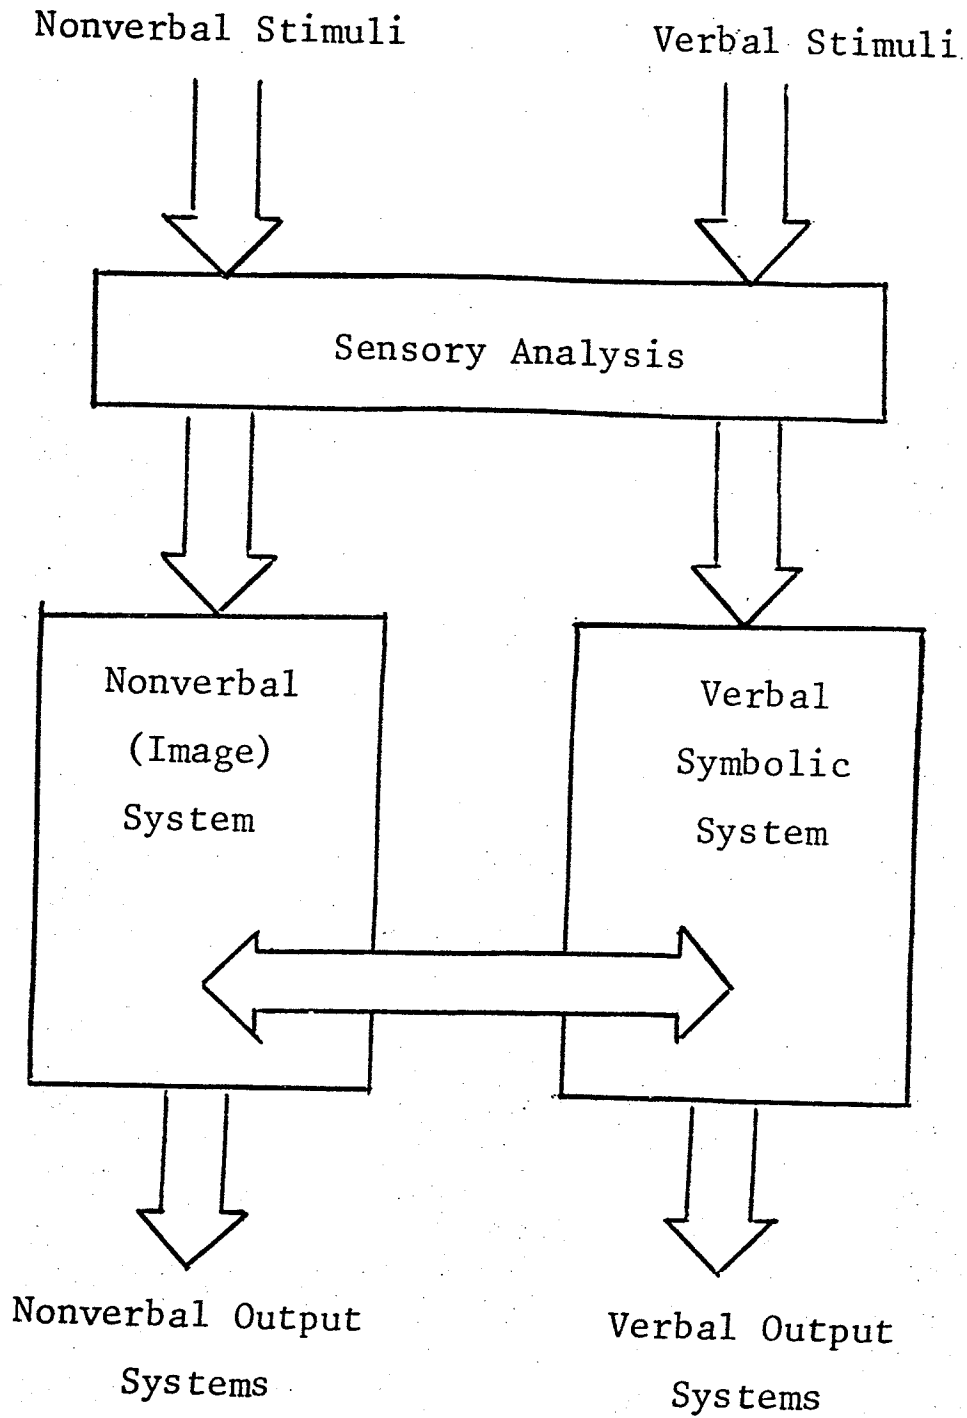 Nonverbal Stimuli
Verbal Stimuli
Sensory Analysis
Nonverbal
(Image)
System
Verbal
Symbolic
System
Nonverbal Output
Systems
Verbal Output
Systems